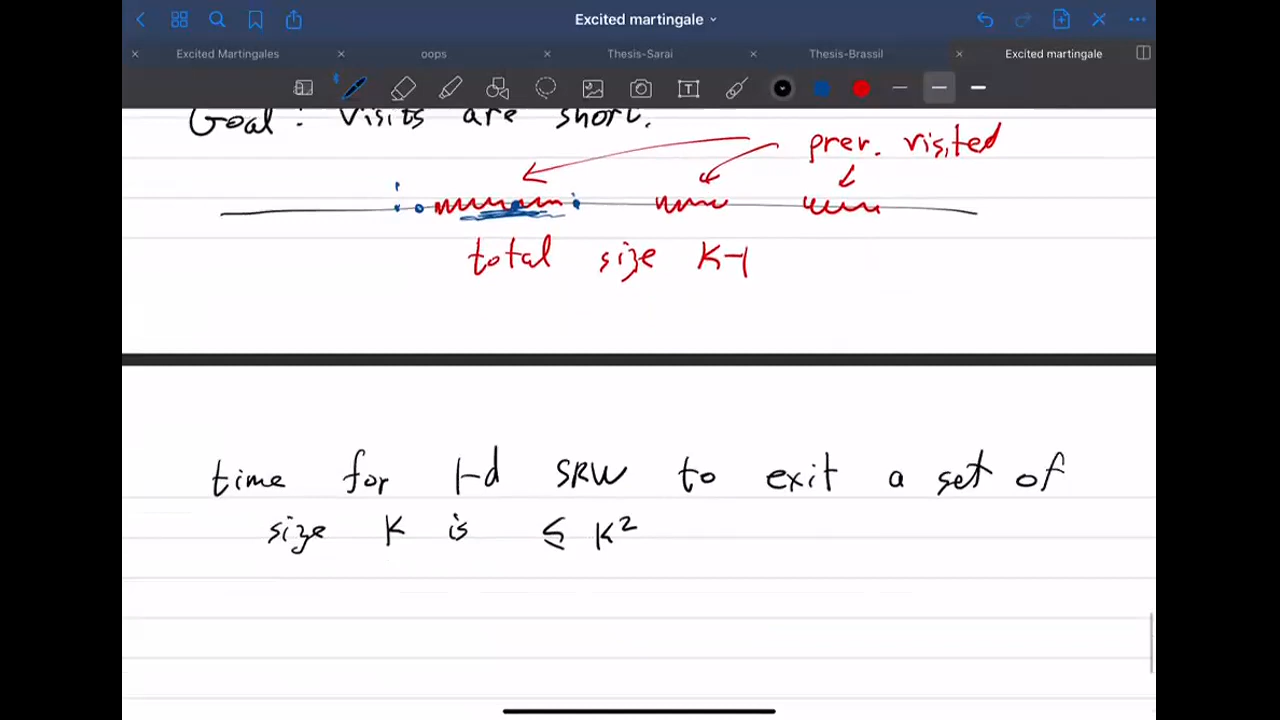 Excited martingale
Excited Martingales
oops
Thesis-Sarai
Thesis-Brassil
Excited martingale
Goal: Visits are short.
prev. visited
total size K-1
time for 1-d SRW to exit a set of
size K is ≤ K²